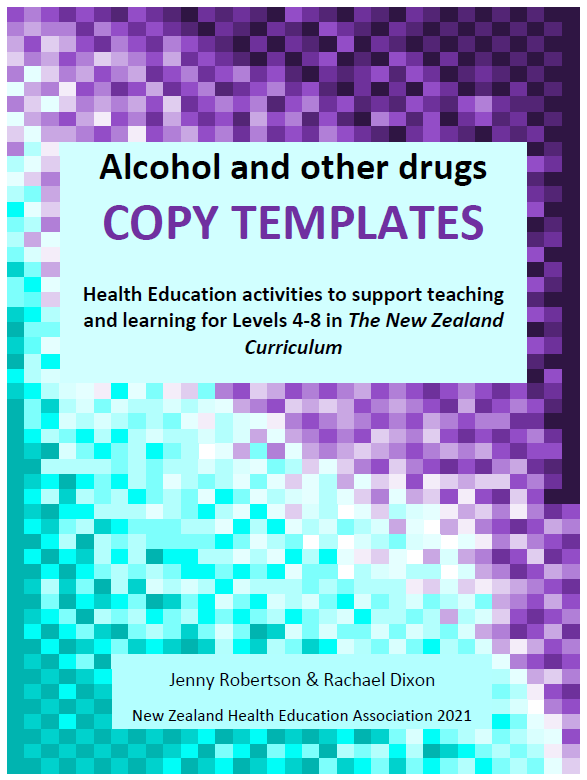 Alcohol and other drugs
COPY TEMPLATES
Health Education activities to support teaching
and learning for Levels 4-8 in The New Zealand
Curriculum
Jenny Robertson & Rachael Dixon
New Zealand Health Education Association 2021